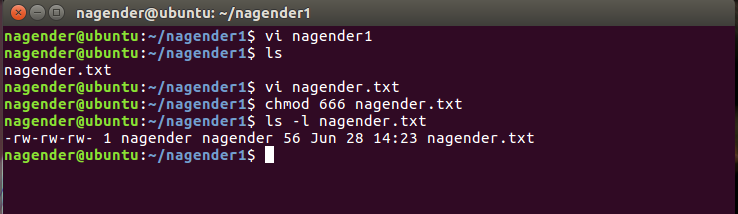 nagender@ubuntu: ~/nagender1
nagender@ubuntu:~/nagender1$ vi nagender1
nagender@ubuntu:~/nagender1$ ls
nagender.txt
nagender@ubuntu:~/nagender1$ vi nagender.txt
nagender@ubuntu:~/nagender1$ chmod 666 nagender.txt
nagender@ubuntu:~/nagender1$ ls -l nagender.txt
-rw-rw-rw- 1 nagender nagender 56 Jun 28 14:23 nagender.txt
nagender@ubuntu:~/nagender1$